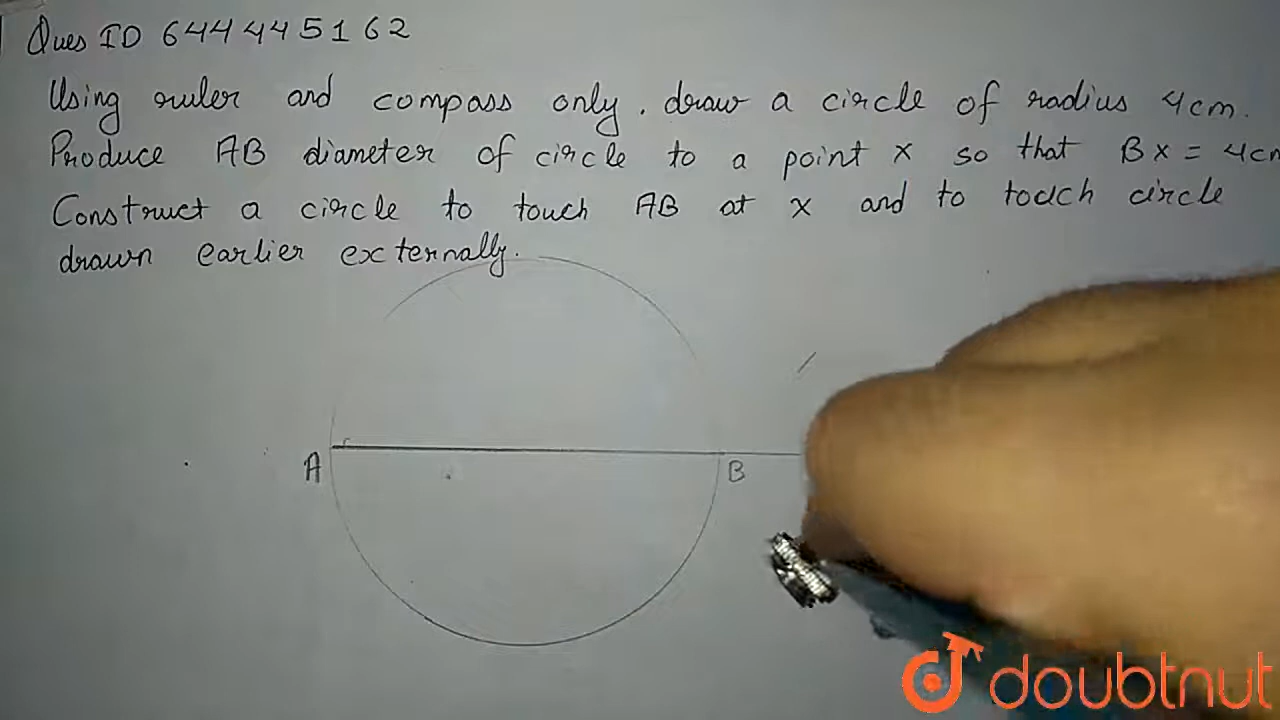 Ques ID 644445162
Using ruler and compass only. draw a circle of radius 4cm.
Produce AB diameter of circle to a point X so that BX = 4cm
Construct a circle to touch AB at X and to touch circle
drawn earlier externally.
A
B
doubtnut